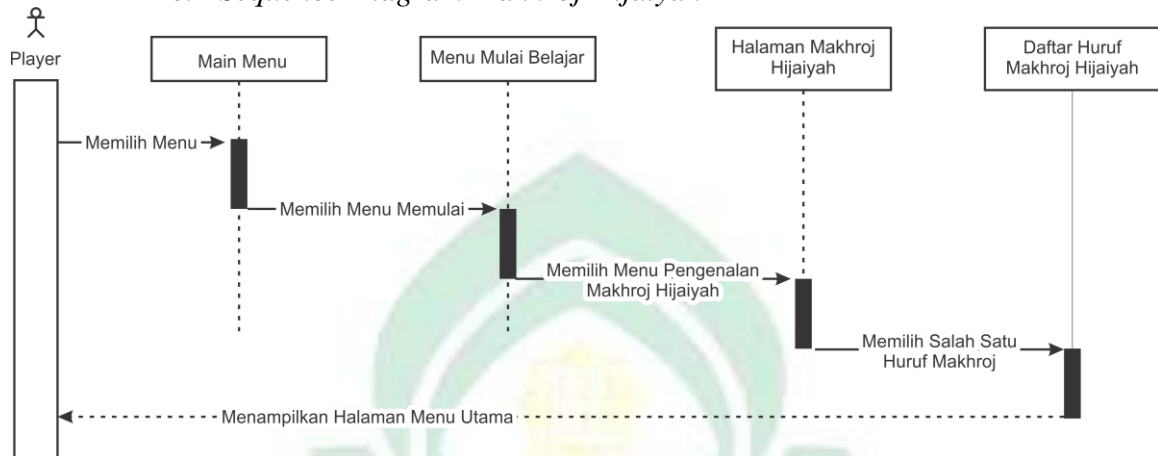 Sequence Diagram Makhroj Hijaiyah
Player
Main Menu
Menu Mulai Belajar
Halaman Makhroj
Hijaiyah
Daftar Huruf
Makhroj Hijaiyah
Memilih Menu
Memilih Menu Memulai
Memilih Menu Pengenalan
Makhroj Hijaiyah
Memilih Salah Satu
Huruf Makhroj
Menampilkan Halaman Menu Utama